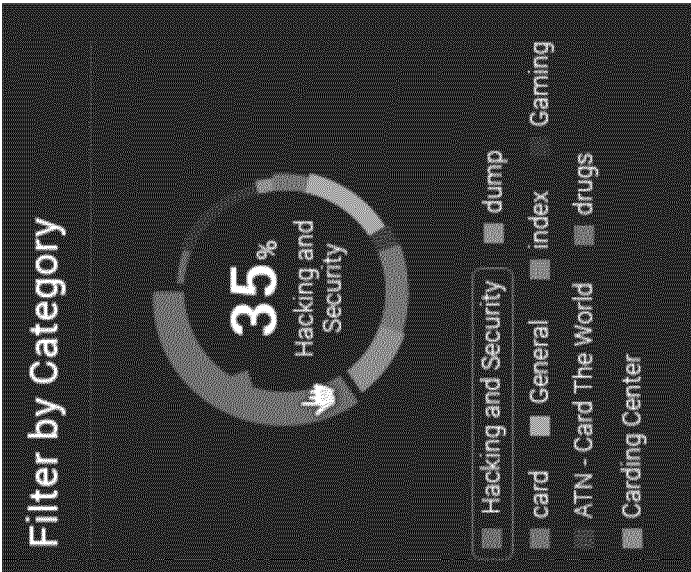 Filter by Category
35%
Hacking and
Security
Hacking and Security
dump
card
General
index
Gaming
ATN - Card The World
drugs
Carding Center